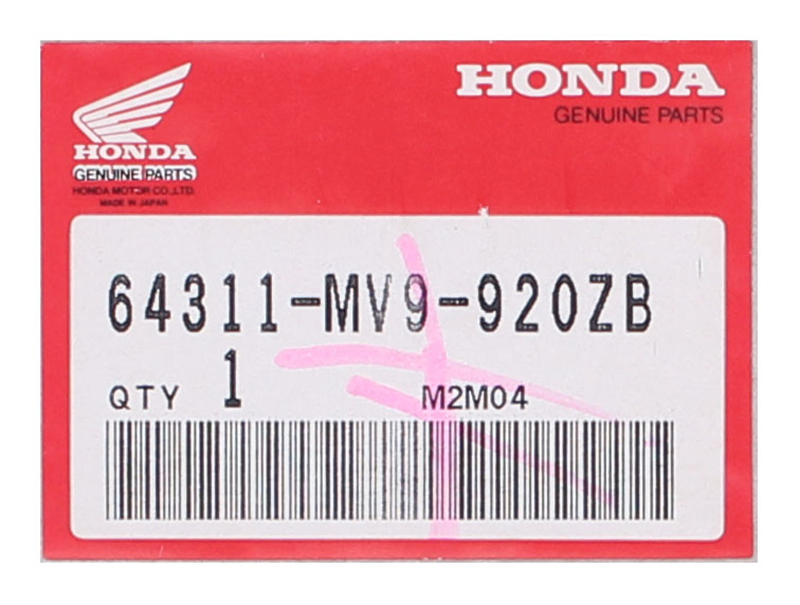 HONDA
GENUINE PARTS
HONDA MOTOR CO.,LTD.
MADE IN JAPAN
HONDA
GENUINE PARTS
64311-MV9-920ZB
QTY 1 M2M04